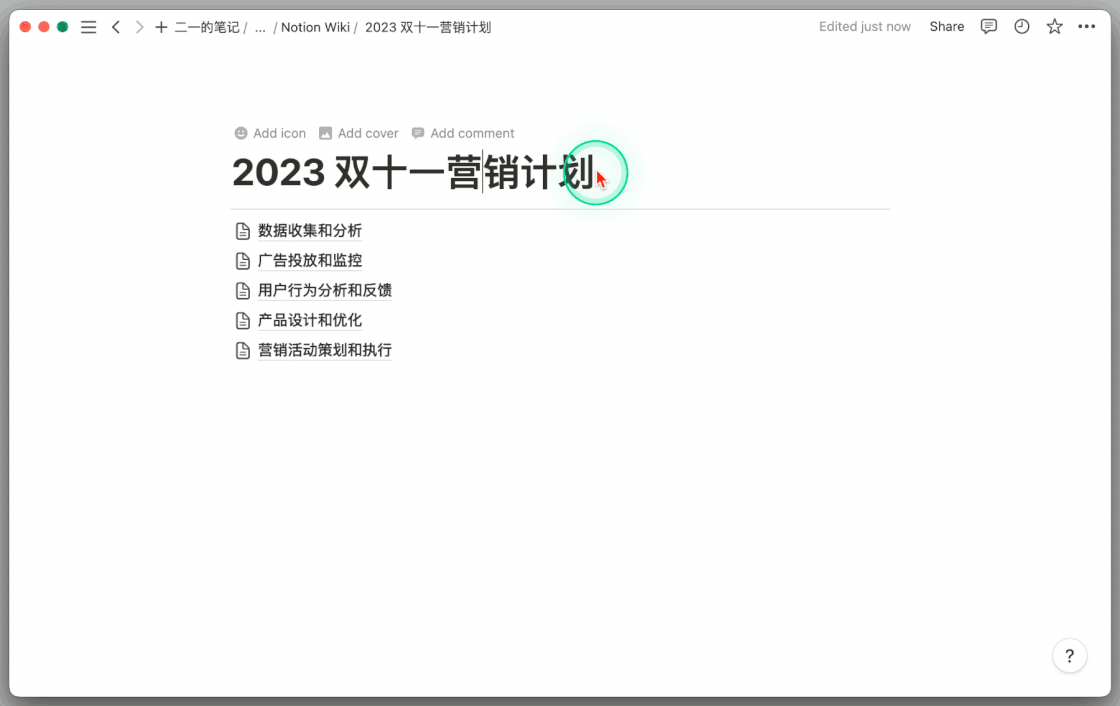 二一的笔记 / ... / Notion Wiki / 2023 双十一营销计划
Edited just now Share
Add icon Add cover Add comment
2023 双十一营销计划
数据收集和分析
广告投放和监控
用户行为分析和反馈
产品设计和优化
营销活动策划和执行
?